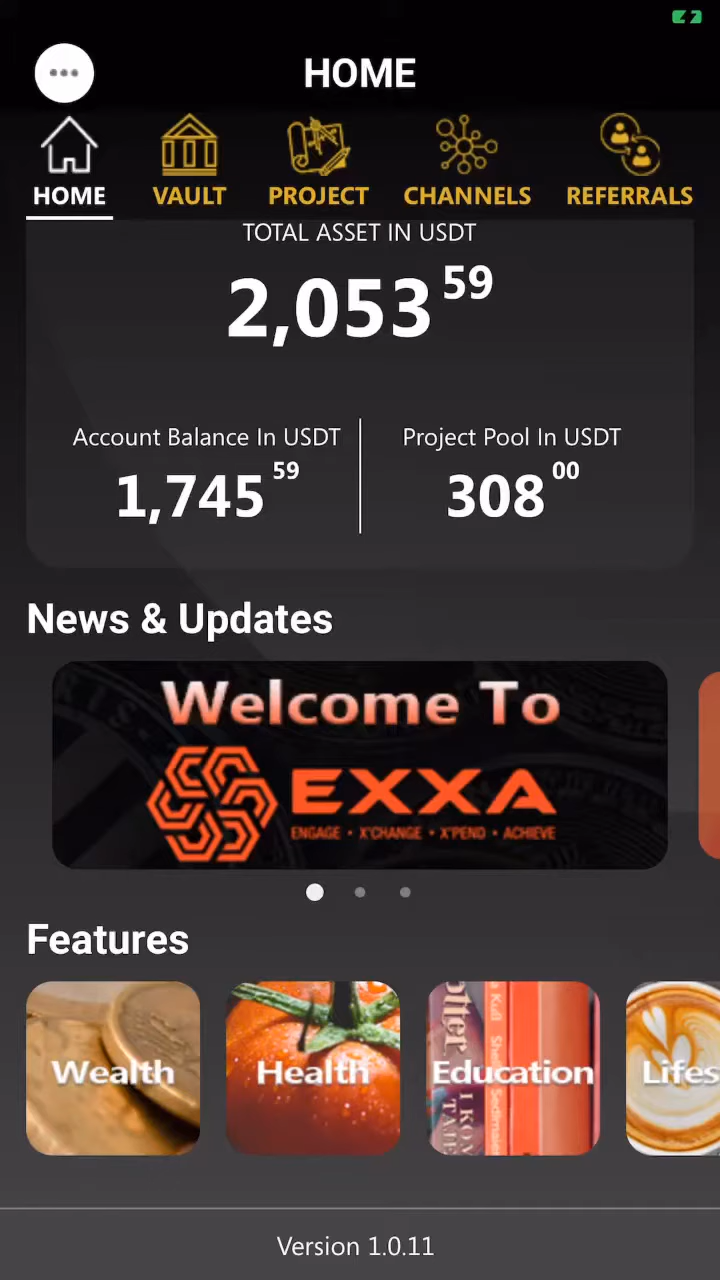 HOME
HOME VAULT PROJECT CHANNELS REFERRALS
TOTAL ASSET IN USDT
2,053 59
Account Balance In USDT Project Pool In USDT
1,745 59 308 00
News & Updates
Welcome To
EXXA
ENGAGE • X'CHANGE • X'PEND • ACHIEVE
Features
Wealth Health Education Lifes
Version 1.0.11